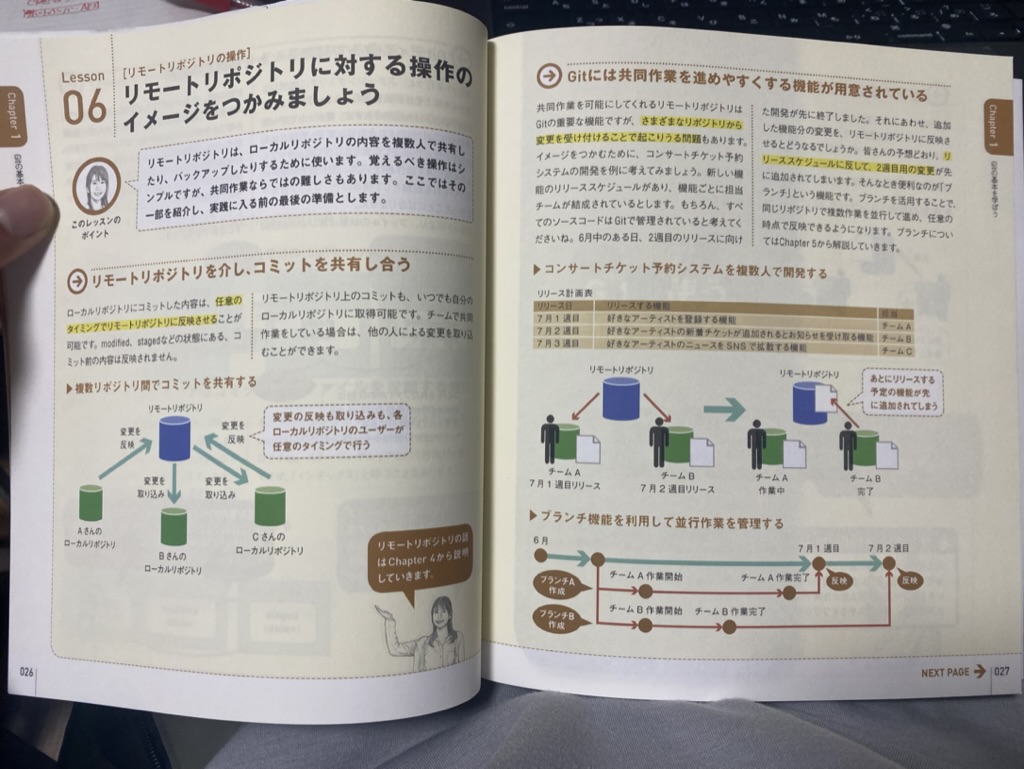 Chapter 1
Gitの基本
Lesson
06
[リモートリポジトリの操作]
リモートリポジトリに対する操作の
イメージをつかみましょう
このレッスンの
ポイント
リモートリポジトリは、ローカルリポジトリの内容を複数人で共有し
たり、バックアップしたりするために使います。覚えるべき操作はシ
ンプルですが、共同作業ならではの難しさもあります。ここではその
一部を紹介し、実践に入る前の最後の準備とします。
リモートリポジトリを介し、コミットを共有し合う
ローカルリポジトリにコミットした内容は、任意の
タイミングでリモートリポジトリに反映させることが
可能です。modified、stagedなどの状態にある、コ
ミット前の内容は反映されません。
リモートリポジトリ上のコミットも、いつでも自分の
ローカルリポジトリに取得可能です。チームで共同
作業をしている場合は、他の人による変更を取り込
むことができます。
▶複数リポジトリ間でコミットを共有する
リモートリポジトリ
変更を
反映
変更を
反映
変更の反映も取り込みも、各
ローカルリポジトリのユーザーが
任意のタイミングで行う
変更を
取り込み
変更を
取り込み
Aさんの
ローカルリポジトリ
Bさんの
ローカルリポジトリ
Cさんの
ローカルリポジトリ
リモートリポジトリの話
はChapter 4から説明
していきます。
026
Gitには共同作業を進めやすくする機能が用意されている
共同作業を可能にしてくれるリモートリポジトリは
Gitの重要な機能ですが、さまざまなリポジトリから
変更を受け付けることで起こりうる問題もあります。
イメージをつかむために、コンサートチケット予約
システムの開発を例に考えてみましょう。新しい機
能のリリーススケジュールがあり、機能ごとに担当
チームが結成されているとします。もちろん、すべ
てのソースコードはGitで管理されていると考えてく
ださいね。6月中のある日、2週目のリリースに向け
た開発が先に終了しました。それにあわせ、追加
した機能分の変更を、リモートリポジトリに反映さ
せるとどうなるでしょうか。皆さんの予想どおり、リ
リーススケジュールに反して、2週目用の変更が先
に追加されてしまいます。そんなとき便利なのが「ブ
ランチ」という機能です。ブランチを活用することで、
同じリポジトリで複数作業を並行して進め、任意の
時点で反映できるようになります。ブランチについ
てはChapter 5から解説していきます。
Chapter 1
Gitの基本を学ぼう
▶コンサートチケット予約システムを複数人で開発する
リリース計画表
リリース日 リリースする機能 担当
7月1週目 好きなアーティストを登録する機能 チームA
7月2週目 好きなアーティストの新着チケットが追加されるとお知らせを受け取る機能 チームB
7月3週目 好きなアーティストのニュースをSNSで拡散する機能 チームC
リモートリポジトリ
リモートリポジトリ
あとにリリースする
予定の機能が先
に追加されてしまう
チームA
7月1週目リリース
チームB
7月2週目リリース
チームA
作業中
チームB
完了
▶ブランチ機能を利用して並行作業を管理する
6月
7月1週目
7月2週目
ブランチA
作成
チームA作業開始
チームA作業完了
反映
反映
ブランチB
作成
チームB作業開始
チームB作業完了
NEXT PAGE → 027